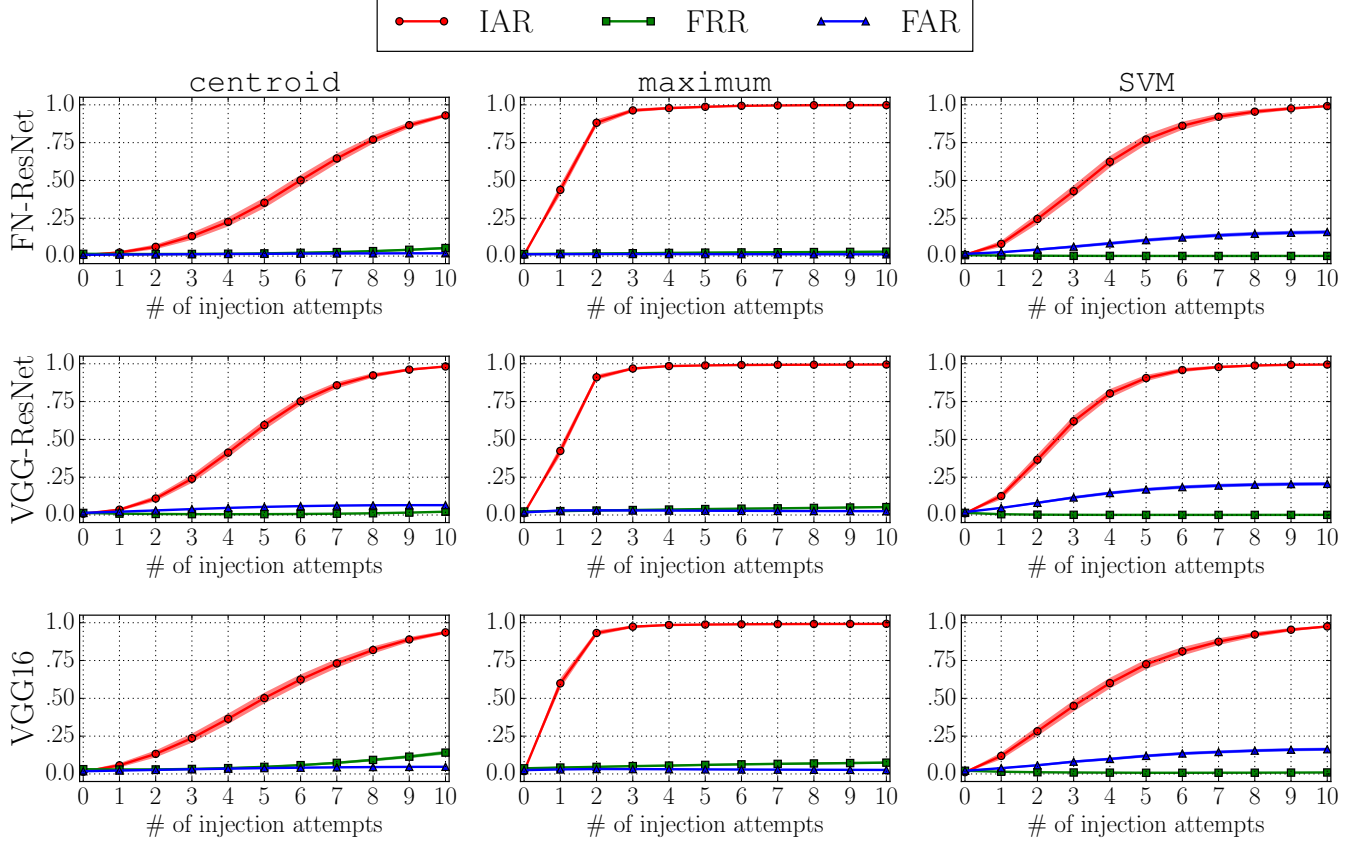 IAR FRR FAR
centroid maximum SVM
FN-ResNet
1.0 1.0 1.0
.75 .75 .75
.50 .50 .50
.25 .25 .25
0.0 0.0 0.0
0 1 2 3 4 5 6 7 8 9 10 0 1 2 3 4 5 6 7 8 9 10 0 1 2 3 4 5 6 7 8 9 10
# of injection attempts # of injection attempts # of injection attempts
VGG-ResNet
1.0 1.0 1.0
.75 .75 .75
.50 .50 .50
.25 .25 .25
0.0 0.0 0.0
0 1 2 3 4 5 6 7 8 9 10 0 1 2 3 4 5 6 7 8 9 10 0 1 2 3 4 5 6 7 8 9 10
# of injection attempts # of injection attempts # of injection attempts
VGG16
1.0 1.0 1.0
.75 .75 .75
.50 .50 .50
.25 .25 .25
0.0 0.0 0.0
0 1 2 3 4 5 6 7 8 9 10 0 1 2 3 4 5 6 7 8 9 10 0 1 2 3 4 5 6 7 8 9 10
# of injection attempts # of injection attempts # of injection attempts